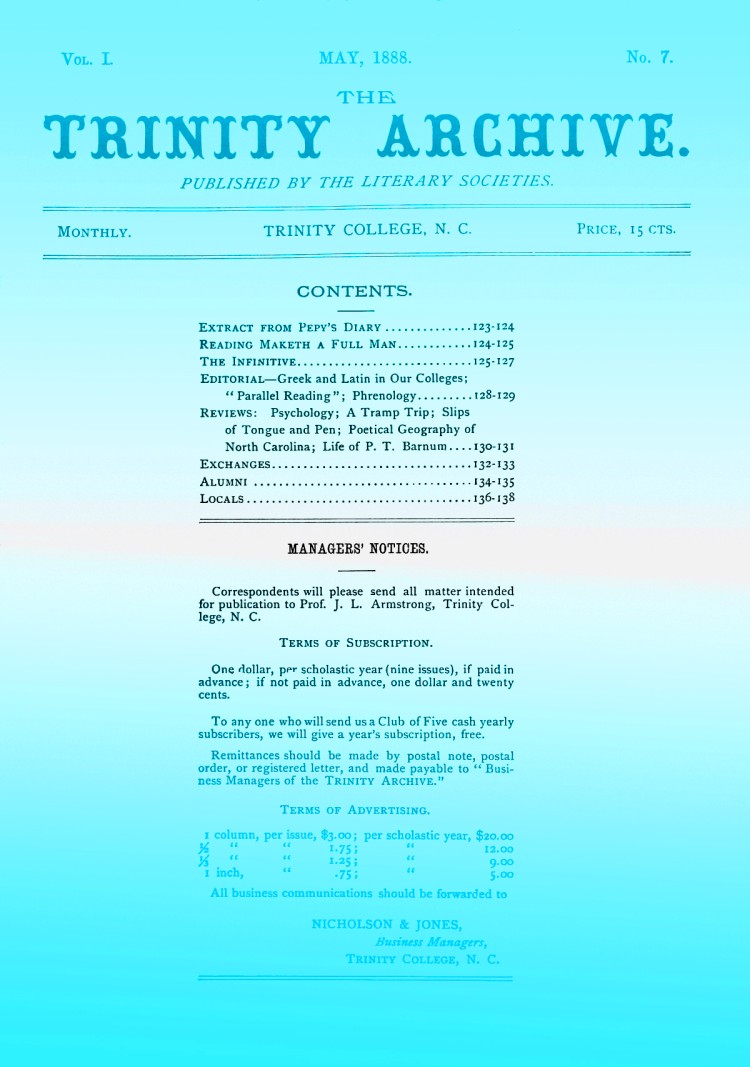 VOL. I. MAY, 1888. No. 7.
THE
TRINITY ARCHIVE.
PUBLISHED BY THE LITERARY SOCIETIES.
MONTHLY. TRINITY COLLEGE, N. C. PRICE, 15 CTS.
CONTENTS.
EXTRACT FROM PEPY'S DIARY ..............123-124
READING MAKETH A FULL MAN............124-125
THE INFINITIVE............................125-127
EDITORIAL—Greek and Latin in Our Colleges;
"Parallel Reading"; Phrenology.........128-129
REVIEWS: Psychology; A Tramp Trip; Slips
of Tongue and Pen; Poetical Geography of
North Carolina; Life of P. T. Barnum....130-131
EXCHANGES................................132-133
ALUMNI ..................................134-135
LOCALS....................................136-138
MANAGERS' NOTICES.
Correspondents will please send all matter intended
for publication to Prof. J. L. Armstrong, Trinity Col-
lege, N. C.
TERMS OF SUBSCRIPTION.
One dollar, per scholastic year (nine issues), if paid in
advance; if not paid in advance, one dollar and twenty
cents.
To any one who will send us a Club of Five cash yearly
subscribers, we will give a year's subscription, free.
Remittances should be made by postal note, postal
order, or registered letter, and made payable to "Busi-
ness Managers of the TRINITY ARCHIVE."
TERMS OF ADVERTISING.
1 column, per issue, $3.00; per scholastic year, $20.00
½ " " 1.75; " 12.00
⅓ " " 1.25; " 9.00
1 inch, " .75; " 5.00
All business communications should be forwarded to
NICHOLSON & JONES,
Business Managers,
TRINITY COLLEGE, N. C.